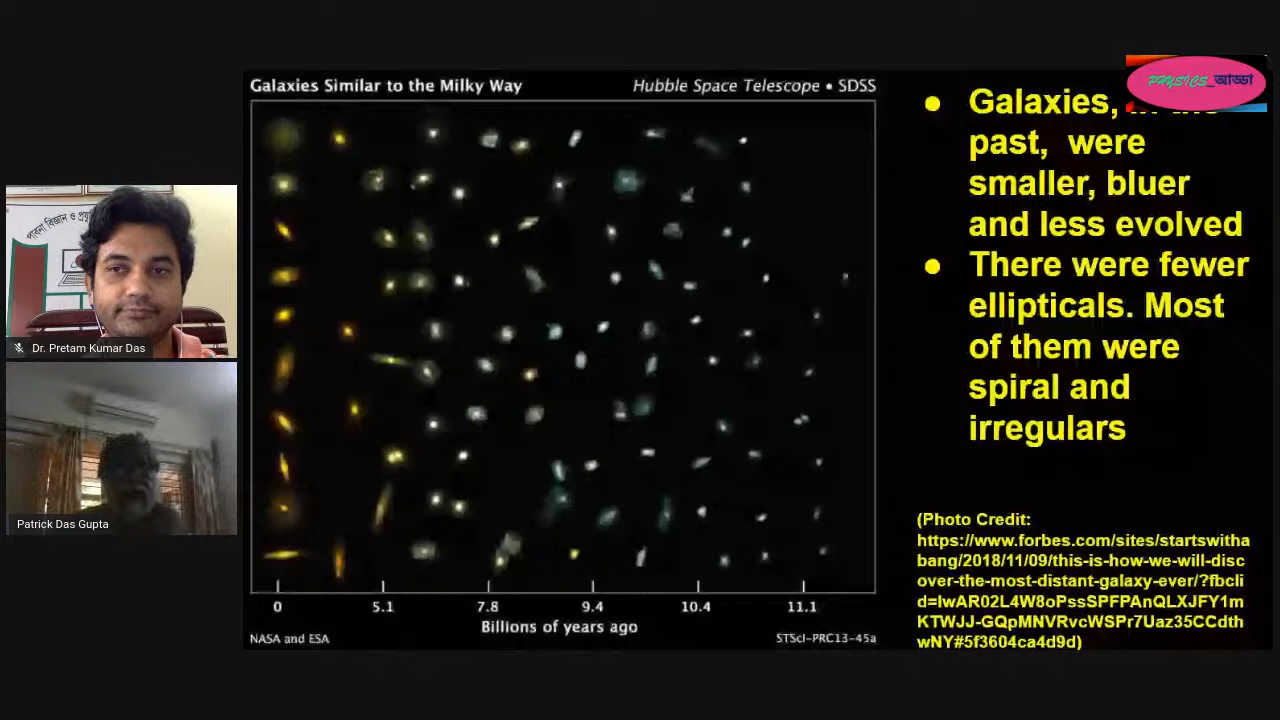 Galaxies Similar to the Milky Way
Hubble Space Telescope • SDSS
0 5.1 7.8 9.4 10.4 11.1
Billions of years ago
NASA and ESA
STScI-PRC13-45a
PHYSICS_আড্ডা
• Galaxies, in the
past, were
smaller, bluer
and less evolved
• There were fewer
ellipticals. Most
of them were
spiral and
irregulars
(Photo Credit:
https://www.forbes.com/sites/startswitha
bang/2018/11/09/this-is-how-we-will-disc
over-the-most-distant-galaxy-ever/?fbcli
d=IwAR02L4W8oPssSPFPAnQLXJFY1m
KTWJJ-GQpMNVRvcWSPr7Uaz35CCdth
wNY#5f3604ca4d9d)
পাবনা বিজ্ঞান ও
Dr. Pretam Kumar Das
Patrick Das Gupta